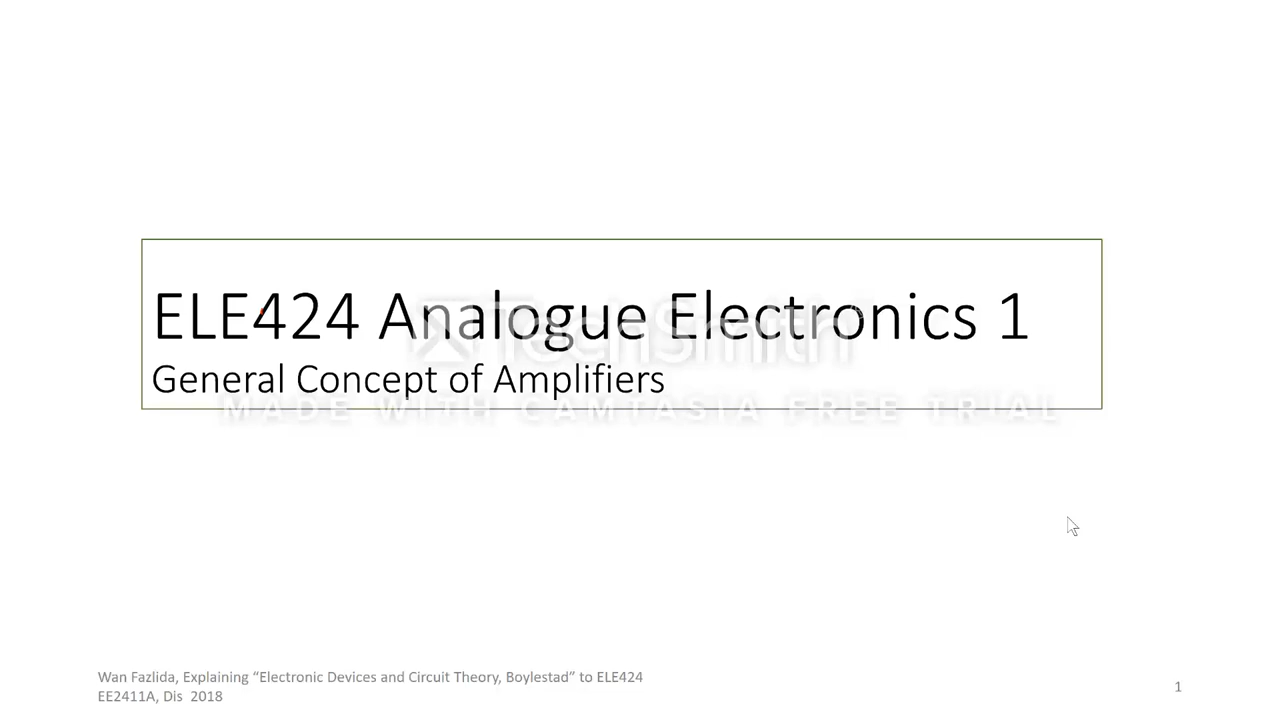 ELE424 Analogue Electronics 1
General Concept of Amplifiers
TechSmith
MADE WITH CAMTASIA FREE TRIAL
Wan Fazlida, Explaining “Electronic Devices and Circuit Theory, Boylestad” to ELE424
EE2411A, Dis 2018
1